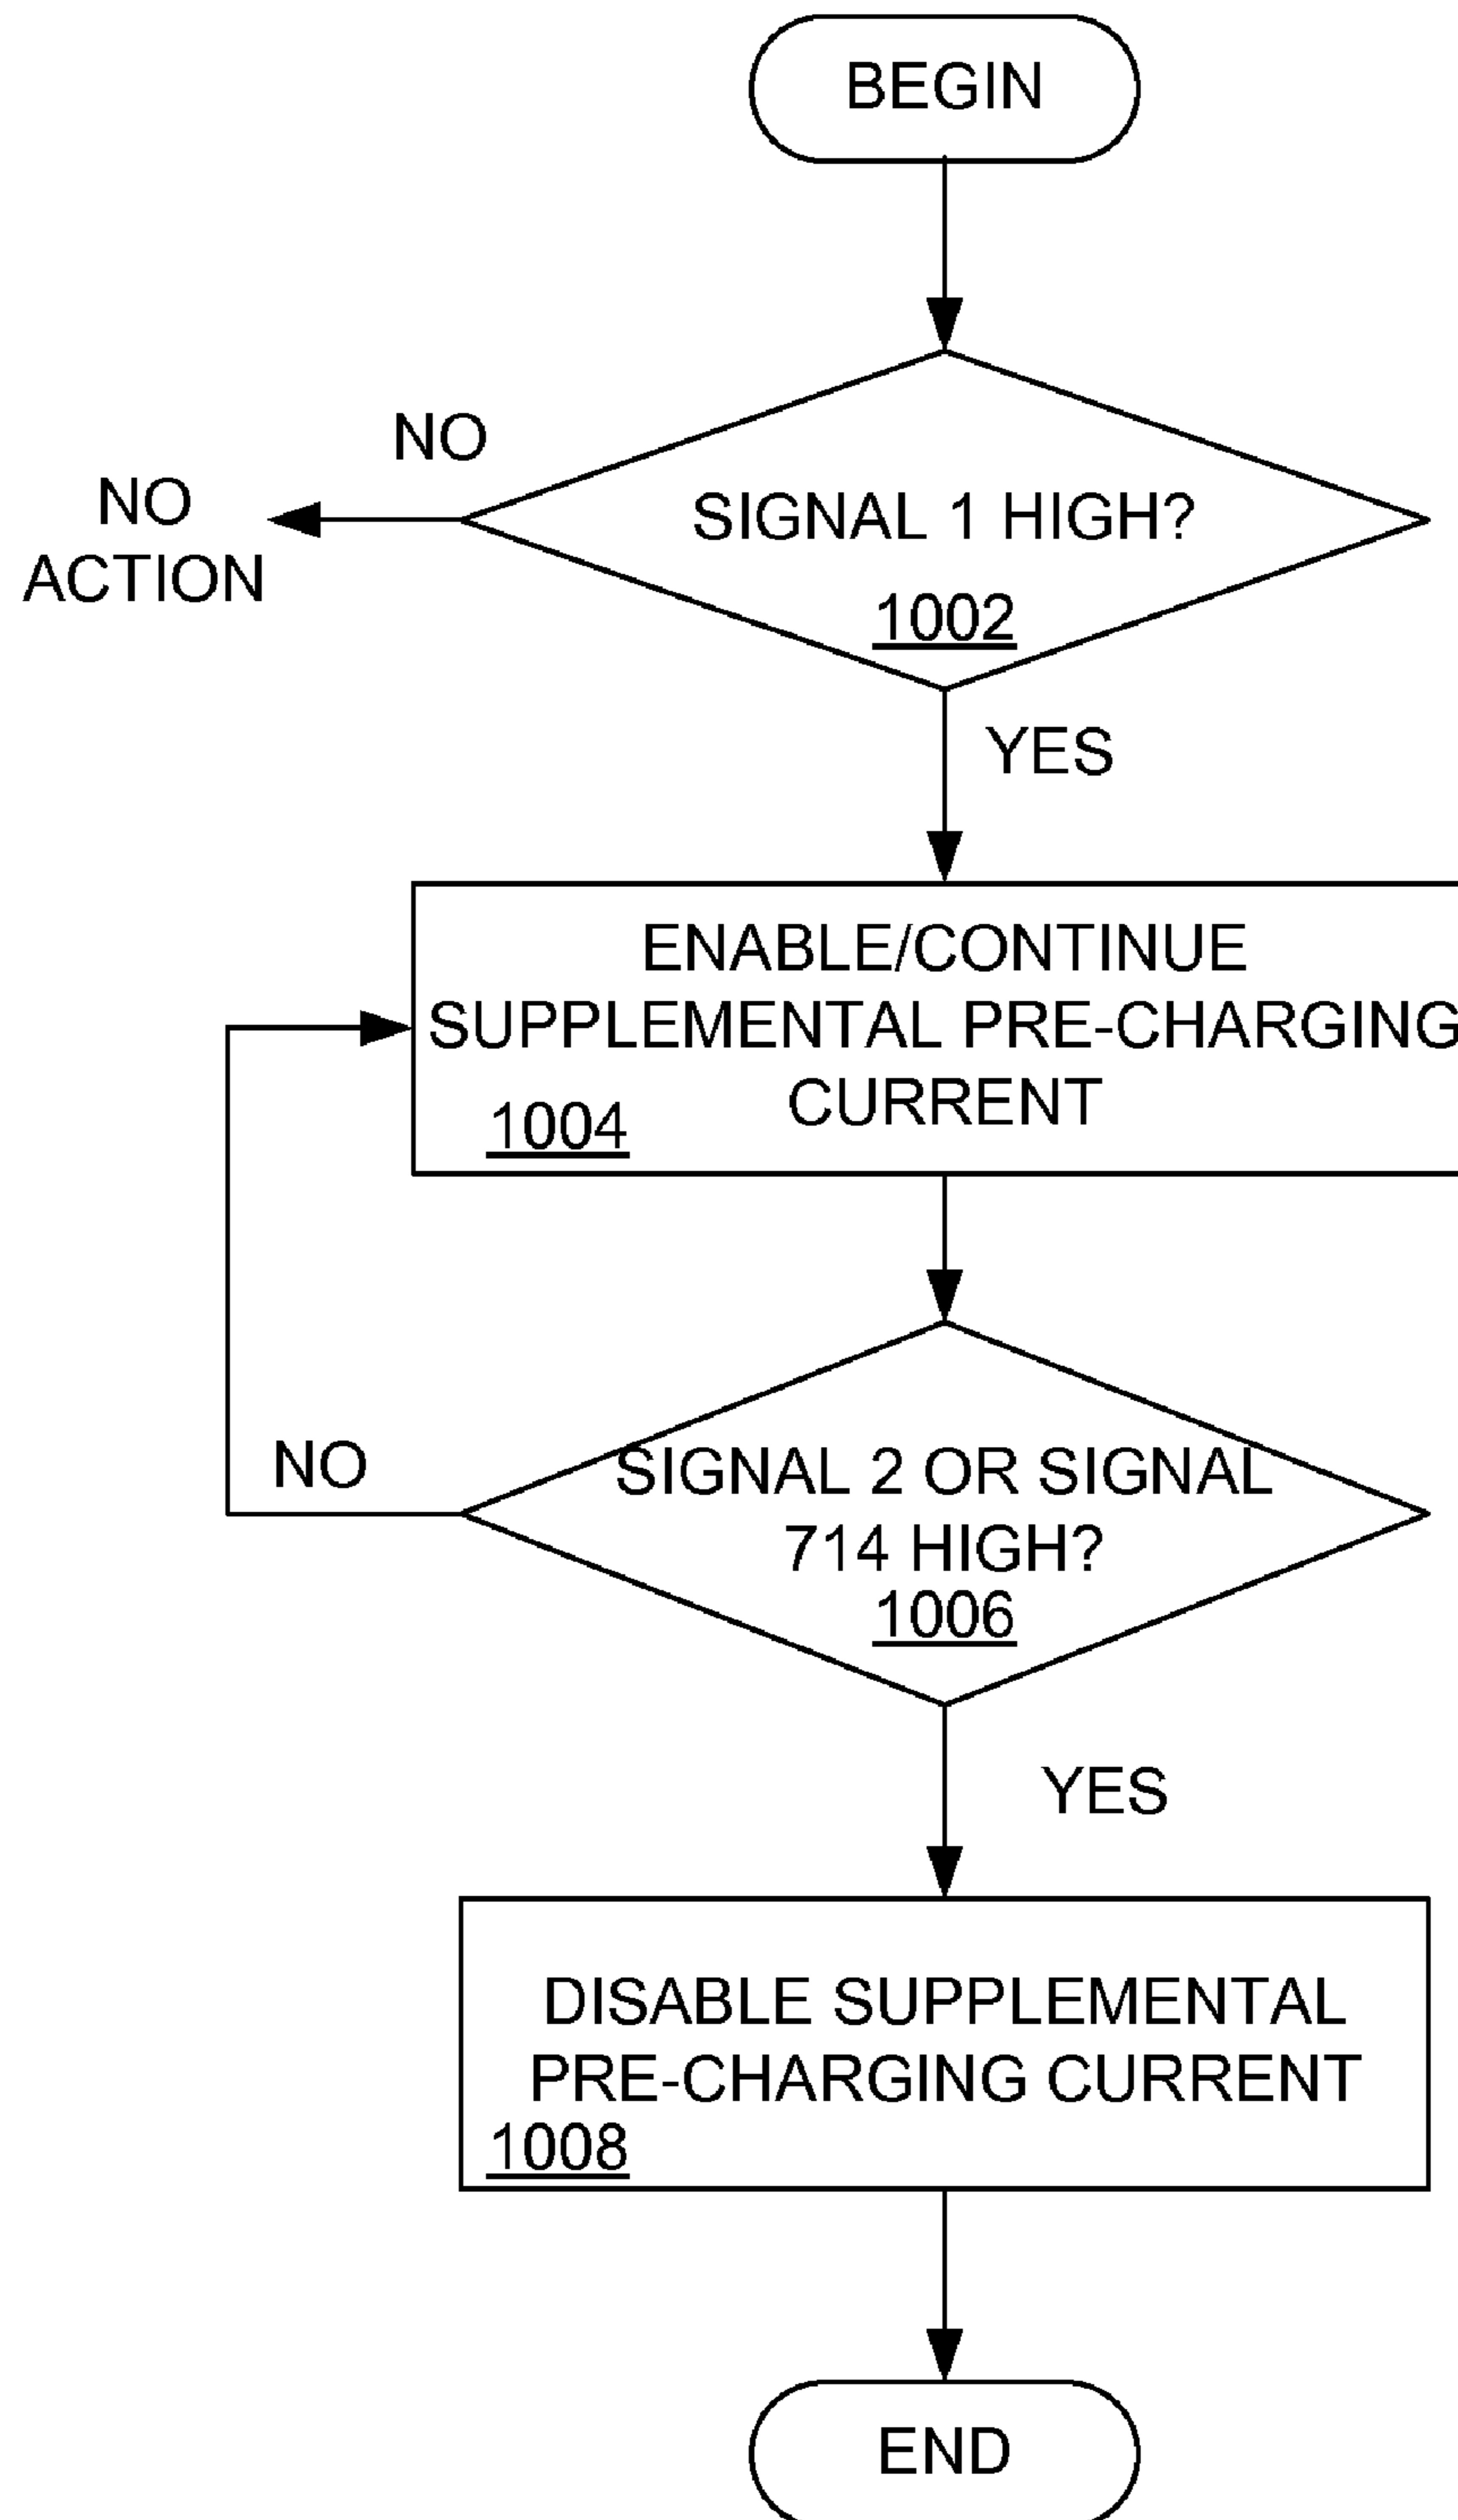 BEGIN
NO
NO
ACTION
SIGNAL 1 HIGH?
1002
YES
ENABLE/CONTINUE
SUPPLEMENTAL PRE-CHARGING
CURRENT
1004
NO
SIGNAL 2 OR SIGNAL
714 HIGH?
1006
YES
DISABLE SUPPLEMENTAL
PRE-CHARGING CURRENT
1008
END